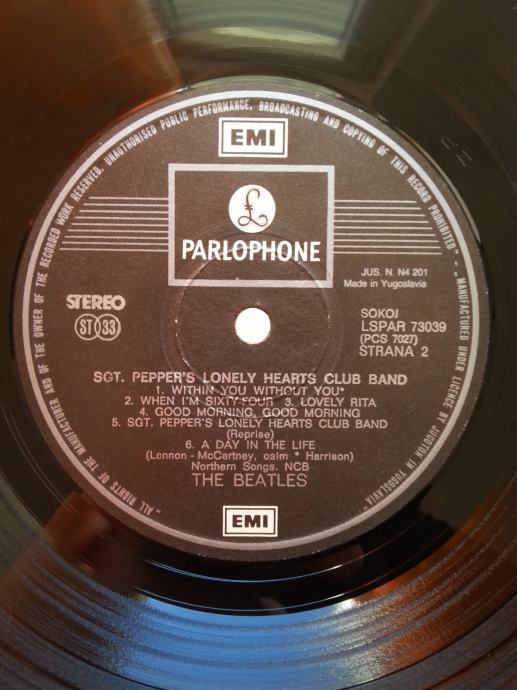 "ALL RIGHTS OF THE MANUFACTURER AND OF THE OWNER OF THE RECORDED WORK RESERVED. UNAUTHORISED PUBLIC PERFORMANCE, BROADCASTING AND COPYING OF THIS RECORD PROHIBITED" - "MANUFACTURED UNDER LICENCE BY JUGOTON IN YUGOSLAVIA"
EMI
£
PARLOPHONE
JUS. N. N4 201
Made in Yugoslavia
STEREO
ST 33
SOKOJ
LSPAR 73039
(PCS 7027)
STRANA 2
SGT. PEPPER'S LONELY HEARTS CLUB BAND
1. WITHIN YOU WITHOUT YOU*
2. WHEN I'M SIXTY-FOUR 3. LOVELY RITA
4. GOOD MORNING, GOOD MORNING
5. SGT. PEPPER'S LONELY HEARTS CLUB BAND
(Reprise)
6. A DAY IN THE LIFE
(Lennon - McCartney, osim * Harrison)
Northern Songs. NCB
THE BEATLES
EMI